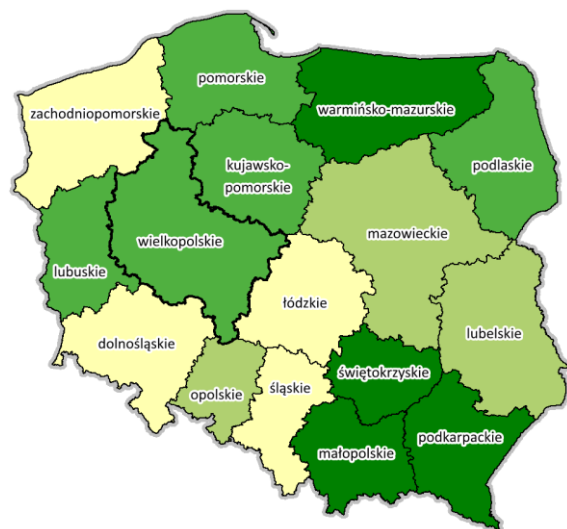 pomorskie
zachodniopomorskie
warmińsko-mazurskie
kujawsko-
pomorskie
podlaskie
wielkopolskie
mazowieckie
lubuskie
łódzkie
lubelskie
dolnośląskie
świętokrzyskie
opolskie
śląskie
podkarpackie
małopolskie